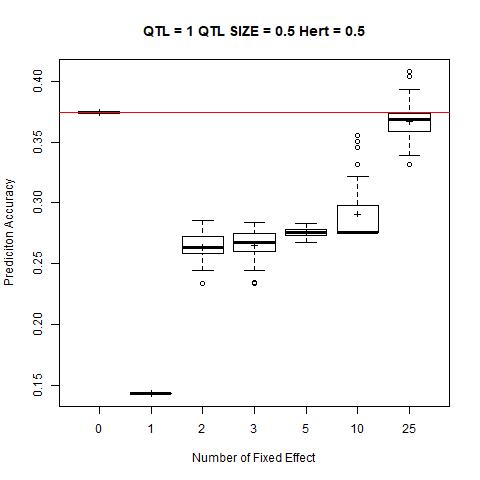 QTL = 1 QTL SIZE = 0.5 Hert = 0.5
Prediciton Accuracy
0.40
0.35
0.30
0.25
0.20
0.15
0 1 2 3 5 10 25
Number of Fixed Effect